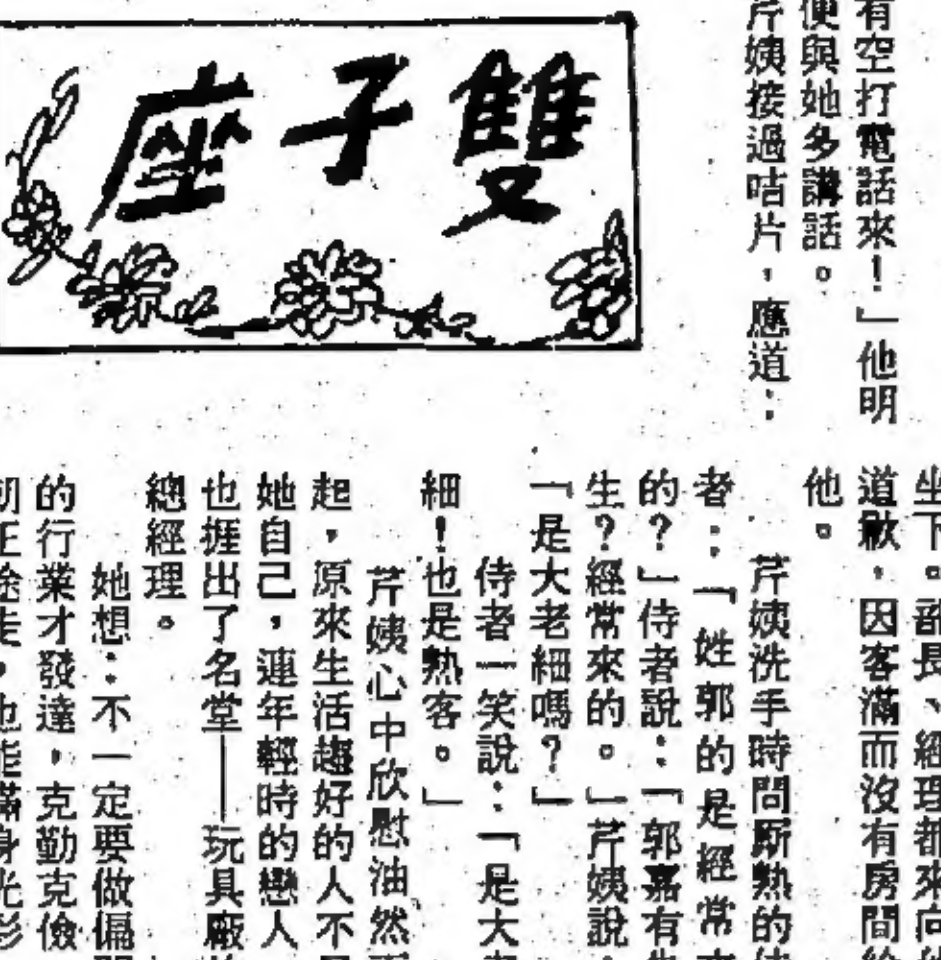 有空打電話來！」他明
便與她多講話。
芹姨接過咭片，應道：
雙子座
坐下。部長、經理都來向他
道歉，因客滿而沒有房間給
他。
芹姨洗手時問廝熟的侍
者：「姓郭的是經常來
的？」侍者說：「郭嘉有先
生？經常來的。」芹姨說：
「是大老細嗎？」
侍者一笑說：「是大老
細！也是熟客。」
芹姨心中欣慰油然而
起，原來生活趨好的人不
她自己，連年輕時的戀人
也捱出了名堂——玩具廠的
總經理。
她想：不一定要做偏門
的行業才發達，克勤克儉
正途走，也能滿身光彩